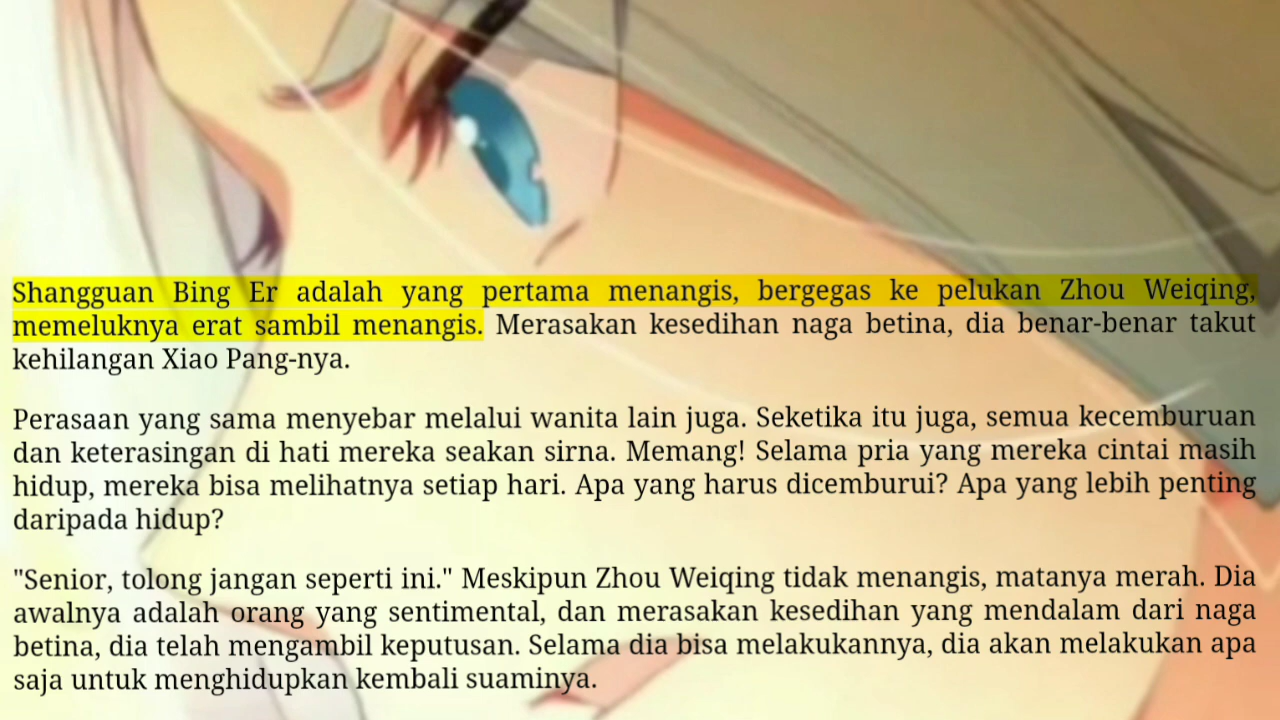 Shangguan Bing Er adalah yang pertama menangis, bergegas ke pelukan Zhou Weiqing,
memeluknya erat sambil menangis. Merasakan kesedihan naga betina, dia benar-benar takut
kehilangan Xiao Pang-nya.
Perasaan yang sama menyebar melalui wanita lain juga. Seketika itu juga, semua kecemburuan
dan keterasingan di hati mereka seakan sirna. Memang! Selama pria yang mereka cintai masih
hidup, mereka bisa melihatnya setiap hari. Apa yang harus dicemburui? Apa yang lebih penting
daripada hidup?
"Senior, tolong jangan seperti ini." Meskipun Zhou Weiqing tidak menangis, matanya merah. Dia
awalnya adalah orang yang sentimental, dan merasakan kesedihan yang mendalam dari naga
betina, dia telah mengambil keputusan. Selama dia bisa melakukannya, dia akan melakukan apa
saja untuk menghidupkan kembali suaminya.